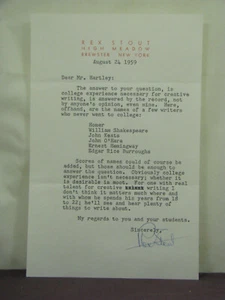 REX STOUT
HIGH MEADOW
BREWSTER · NEW YORK
August 24 1959
Dear Mr. Hartley:
The answer to your question, is
college experience necessary for creative
writing, is answered by the record, not by
anyone's opinion, even mine. Here,
offhand, are the names of a few writers
who never went to college:
Homer
William Shakespeare
John Keats
John O'Hara
Ernest Hemingway
Edgar Rice Burroughs
Scores of names could of course be
added, but those should be enough to
answer the question. Obviously college
experience isn't necessary; whether it
is desirable is moot. For one with real
talent for creative writing I
don't think it matters much where and
with whom he spends his years from 18
to 22; he'll see and hear plenty of
things to write about.
My regards to you and your students.
Sincerely,